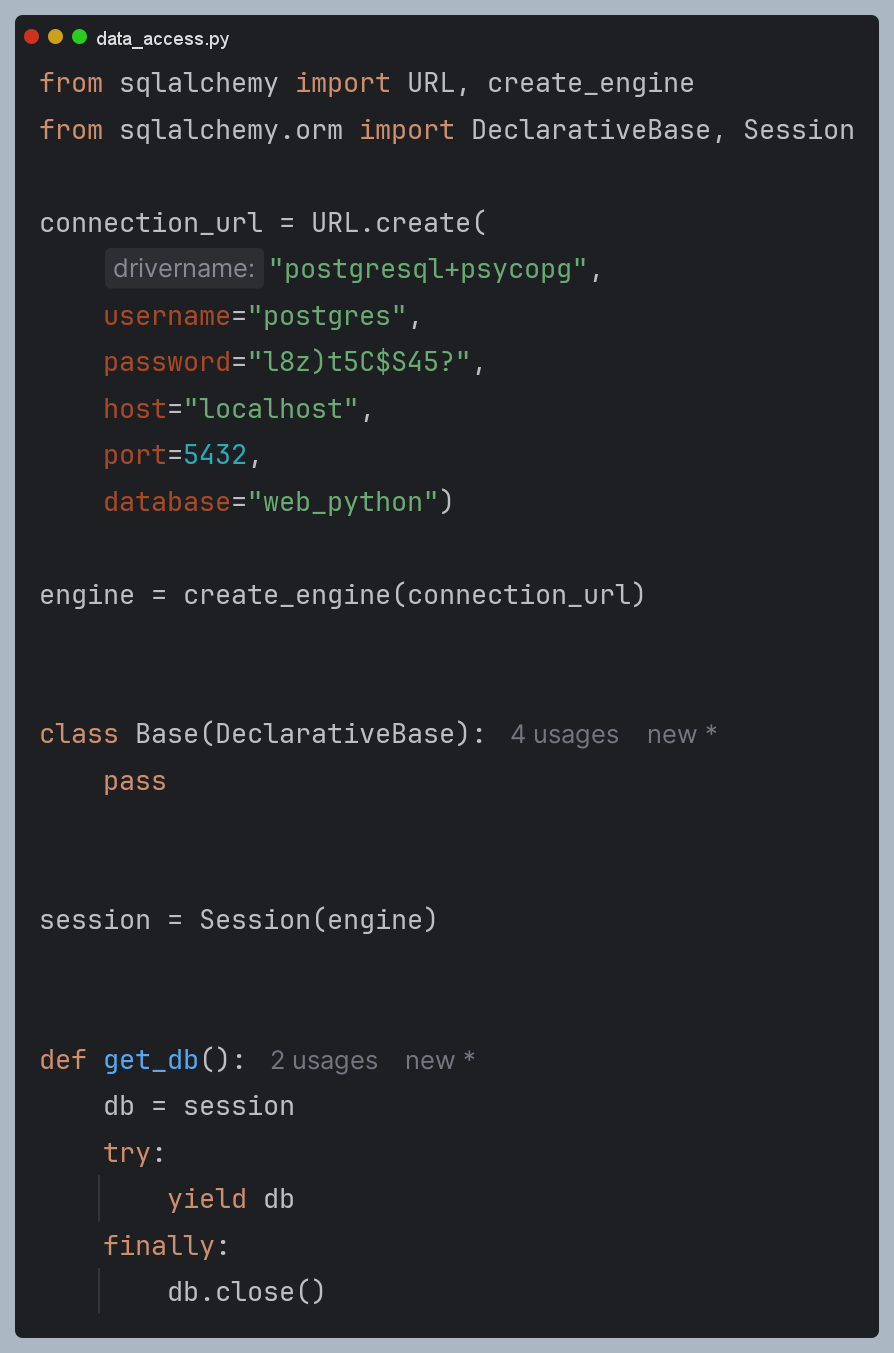 data_access.py
from sqlalchemy import URL, create_engine
from sqlalchemy.orm import DeclarativeBase, Session
connection_url = URL.create(
drivername: "postgresql+psycopg",
username="postgres",
password="l8z)t5C$S45?",
host="localhost",
port=5432,
database="web_python")
engine = create_engine(connection_url)
class Base(DeclarativeBase): 4 usages new *
pass
session = Session(engine)
def get_db(): 2 usages new *
db = session
try:
yield db
finally:
db.close()